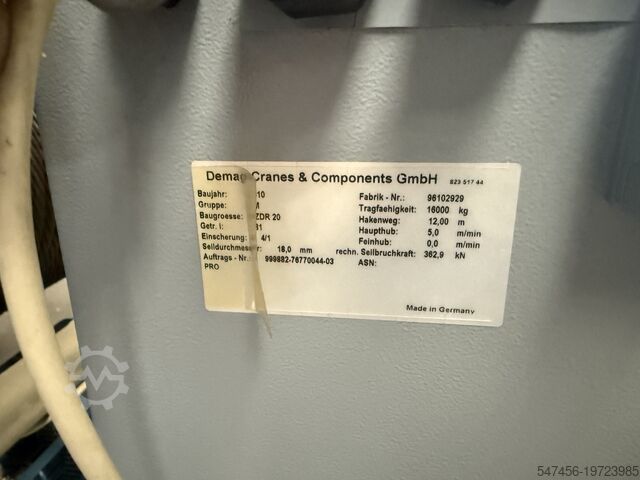 Demag Cranes & Components GmbH 823 517 44
Baujahr: 10 Fabrik - Nr.: 96102929
Gruppe: M Tragfaehigkeit: 16000 kg
Baugroesse: ZDR 20 Hakenweg: 12,00 m
Getr. i: 31 Haupthub: 5,0 m/min
Einscherung: 4/1 Feinhub: 0,0 m/min
Seildurchmesser: 18,0 mm rechn. Seilbruchkraft: 362,9 kN
Auftrags - Nr.: 999882-76770044-03 ASN:
PRO
Made in Germany
547456-19723985